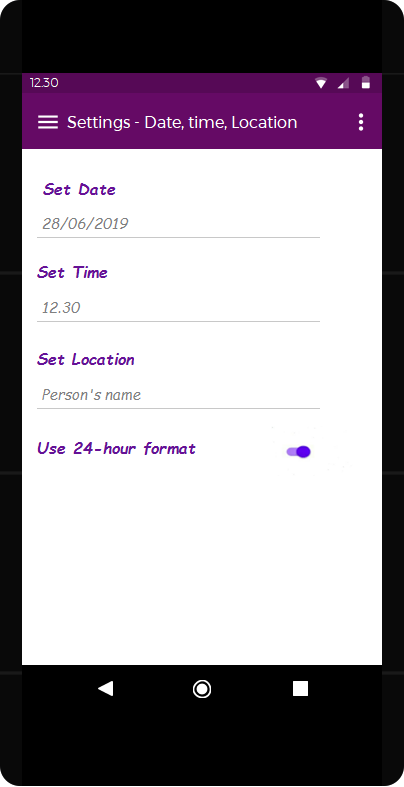 12.30
Settings - Date, time, Location
Set Date
28/06/2019
Set Time
12.30
Set Location
Person's name
Use 24-hour format